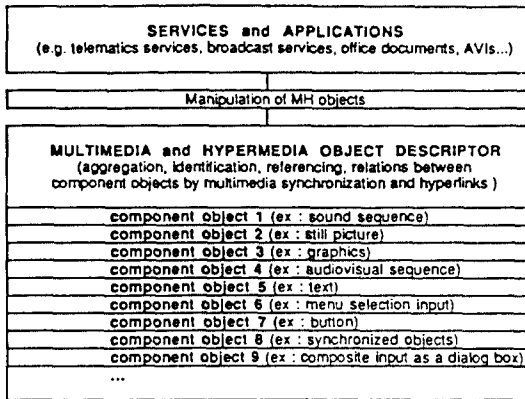 SERVICES and APPLICATIONS
(e.g. telematics services, broadcast services, office documents, AVIs...)
Manipulation of MH objects
MULTIMEDIA and HYPERMEDIA OBJECT DESCRIPTOR
(aggregation, identification, referencing, relations between
component objects by multimedia synchronization and hyperlinks )
component object 1 (ex : sound sequence)
component object 2 (ex : still picture)
component object 3 (ex : graphics)
component object 4 (ex : audiovisual sequence)
component object 5 (ex : text)
component object 6 (ex : menu selection input)
component object 7 (ex : button)
component object 8 (ex : synchronized objects)
component object 9 (ex : composite input as a dialog box)
...